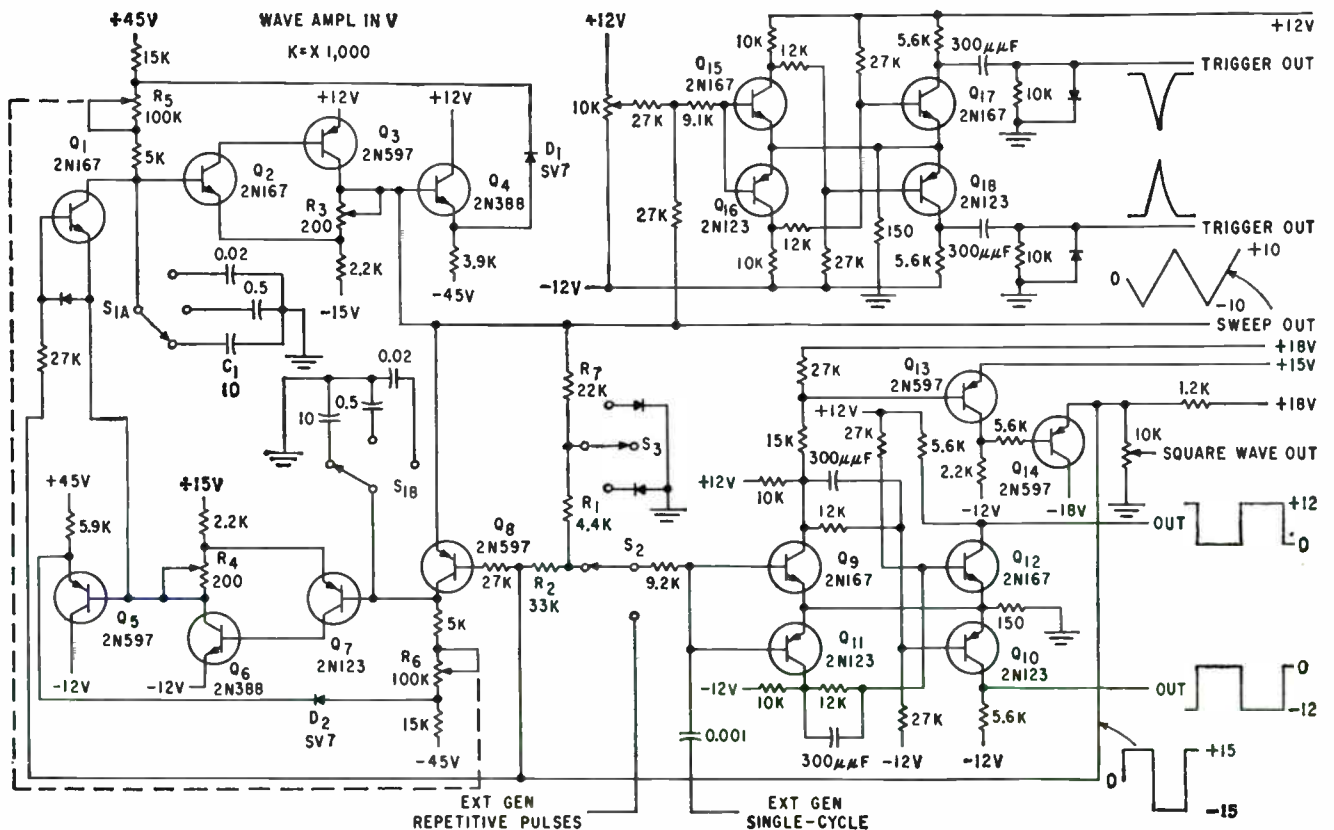 +45V
WAVE AMPL IN V
K=X 1,000
15K
R5
100K
5K
Q1
2N167
Q2
2N167
+12V
Q3
2N597
+12V
D1
SV7
Q4
2N388
R3
200
2.2K
-15V
3.9K
-45V
0.02
0.5
S1A
C1
10
27K
+12V
10K
27K
9.1K
27K
-12V
10K
12K
Q15
2N167
Q16
2N123
12K
10K
27K
27K
150
5.6K
300µµF
Q17
2N167
10K
Q18
2N123
300µµF
5.6K
10K
+12V
TRIGGER OUT
TRIGGER OUT
+10
0
-10
SWEEP OUT
0.02
0.5
10
S1B
R7
22K
S3
R1
4.4K
S2
+45V
5.9K
+15V
2.2K
R4
200
Q5
2N597
-12V
Q6
2N388
-12V
Q7
2N123
Q8
2N597
27K
R2
33K
9.2K
5K
R6
100K
15K
-45V
D2
SV7
27K
15K
+12V
10K
300µµF
12K
+12V
27K
5.6K
Q9
2N167
Q11
2N123
-12V
10K
12K
300µµF
27K
-12V
Q12
2N167
150
Q10
2N123
5.6K
-12V
0.001
Q13
2N597
5.6K
2.2K
-12V
Q14
2N597
-18V
+18V
+15V
1.2K
+18V
10K
SQUARE WAVE OUT
OUT
+12
0
OUT
0
-12
0
+15
-15
EXT GEN
REPETITIVE PULSES
EXT GEN
SINGLE-CYCLE